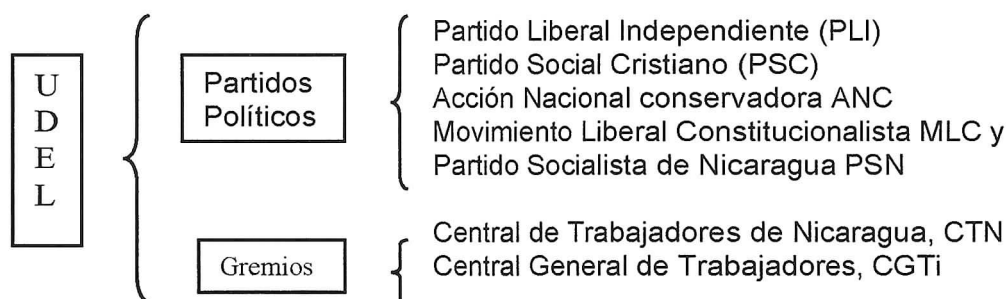 UDEL
Partidos
Políticos
Partido Liberal Independiente (PLI)
Partido Social Cristiano (PSC)
Acción Nacional conservadora ANC
Movimiento Liberal Constitucionalista MLC y
Partido Socialista de Nicaragua PSN
Gremios
Central de Trabajadores de Nicaragua, CTN
Central General de Trabajadores, CGTi